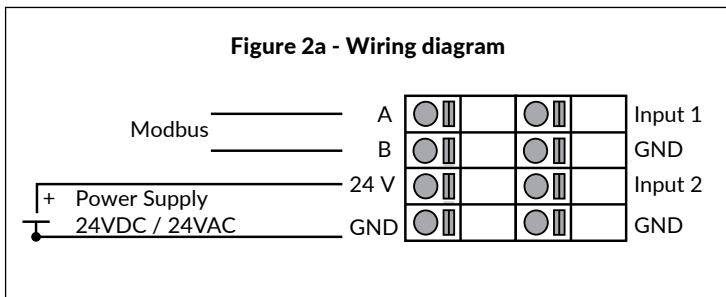 Figure 2a - Wiring diagram
Modbus
A
B
24 V
GND
+
Power Supply
24VDC / 24VAC
Input 1
GND
Input 2
GND